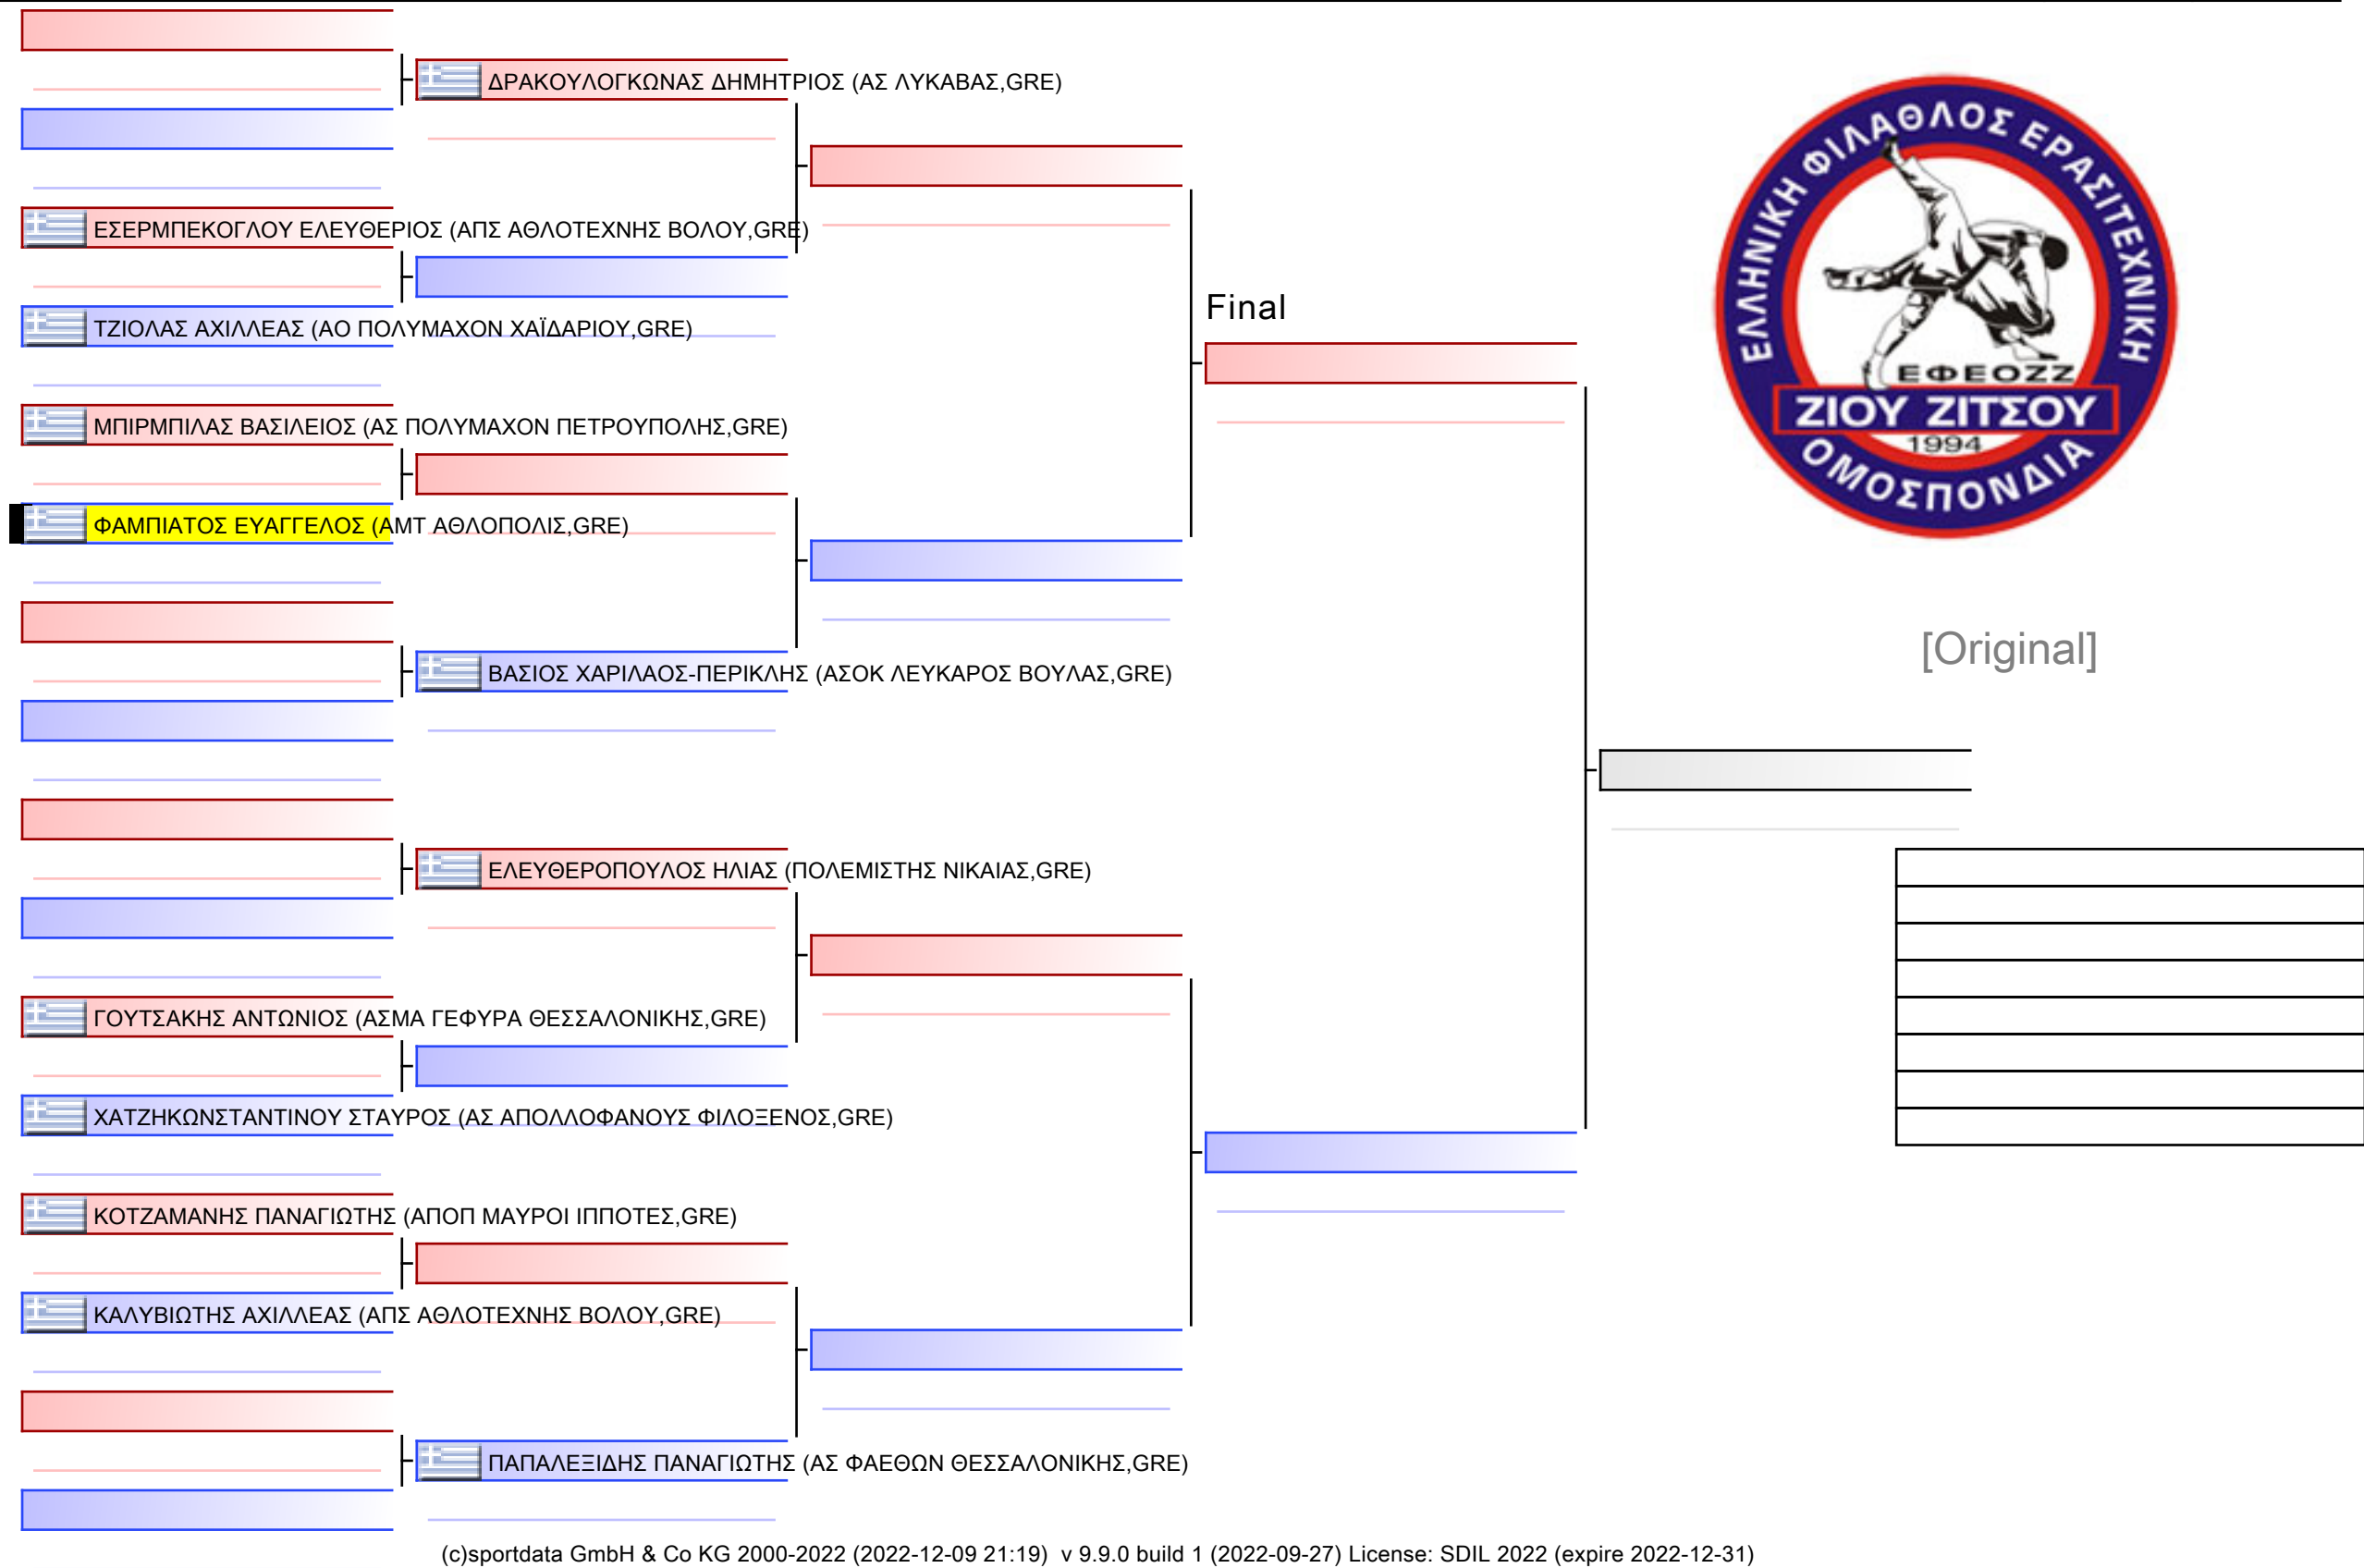 ΔΡΑΚΟΥΛΟΓΚΩΝΑΣ ΔΗΜΗΤΡΙΟΣ (ΑΣ ΛΥΚΑΒΑΣ,GRE)
ΕΣΕΡΜΠΕΚΟΓΛΟΥ ΕΛΕΥΘΕΡΙΟΣ (ΑΠΣ ΑΘΛΟΤΕΧΝΗΣ ΒΟΛΟΥ,GRE)
ΤΖΙΟΛΑΣ ΑΧΙΛΛΕΑΣ (ΑΟ ΠΟΛΥΜΑΧΟΝ ΧΑΪΔΑΡΙΟΥ,GRE)
ΜΠΙΡΜΠΙΛΑΣ ΒΑΣΙΛΕΙΟΣ (ΑΣ ΠΟΛΥΜΑΧΟΝ ΠΕΤΡΟΥΠΟΛΗΣ,GRE)
ΦΑΜΠΙΑΤΟΣ ΕΥΑΓΓΕΛΟΣ (ΑΜΤ ΑΘΛΟΠΟΛΙΣ,GRE)
ΒΑΣΙΟΣ ΧΑΡΙΛΑΟΣ-ΠΕΡΙΚΛΗΣ (ΑΣΟΚ ΛΕΥΚΑΡΟΣ ΒΟΥΛΑΣ,GRE)
ΕΛΕΥΘΕΡΟΠΟΥΛΟΣ ΗΛΙΑΣ (ΠΟΛΕΜΙΣΤΗΣ ΝΙΚΑΙΑΣ,GRE)
ΓΟΥΤΣΑΚΗΣ ΑΝΤΩΝΙΟΣ (ΑΣΜΑ ΓΕΦΥΡΑ ΘΕΣΣΑΛΟΝΙΚΗΣ,GRE)
ΧΑΤΖΗΚΩΝΣΤΑΝΤΙΝΟΥ ΣΤΑΥΡΟΣ (ΑΣ ΑΠΟΛΛΟΦΑΝΟΥΣ ΦΙΛΟΞΕΝΟΣ,GRE)
ΚΟΤΖΑΜΑΝΗΣ ΠΑΝΑΓΙΩΤΗΣ (ΑΠΟΠ ΜΑΥΡΟΙ ΙΠΠΟΤΕΣ,GRE)
ΚΑΛΥΒΙΩΤΗΣ ΑΧΙΛΛΕΑΣ (ΑΠΣ ΑΘΛΟΤΕΧΝΗΣ ΒΟΛΟΥ,GRE)
ΠΑΠΑΛΕΞΙΔΗΣ ΠΑΝΑΓΙΩΤΗΣ (ΑΣ ΦΑΕΘΩΝ ΘΕΣΣΑΛΟΝΙΚΗΣ,GRE)
Final
ΕΛΛΗΝΙΚΗ ΦΙΛΑΘΛΟΣ ΕΡΑΣΙΤΕΧΝΙΚΗ
ΕΦΕΟΖΖ
ΖΙΟΥ ΖΙΤΣΟΥ
1994
ΟΜΟΣΠΟΝΔΙΑ
[Original]
(c)sportdata GmbH & Co KG 2000-2022 (2022-12-09 21:19) v 9.9.0 build 1 (2022-09-27) License: SDIL 2022 (expire 2022-12-31)